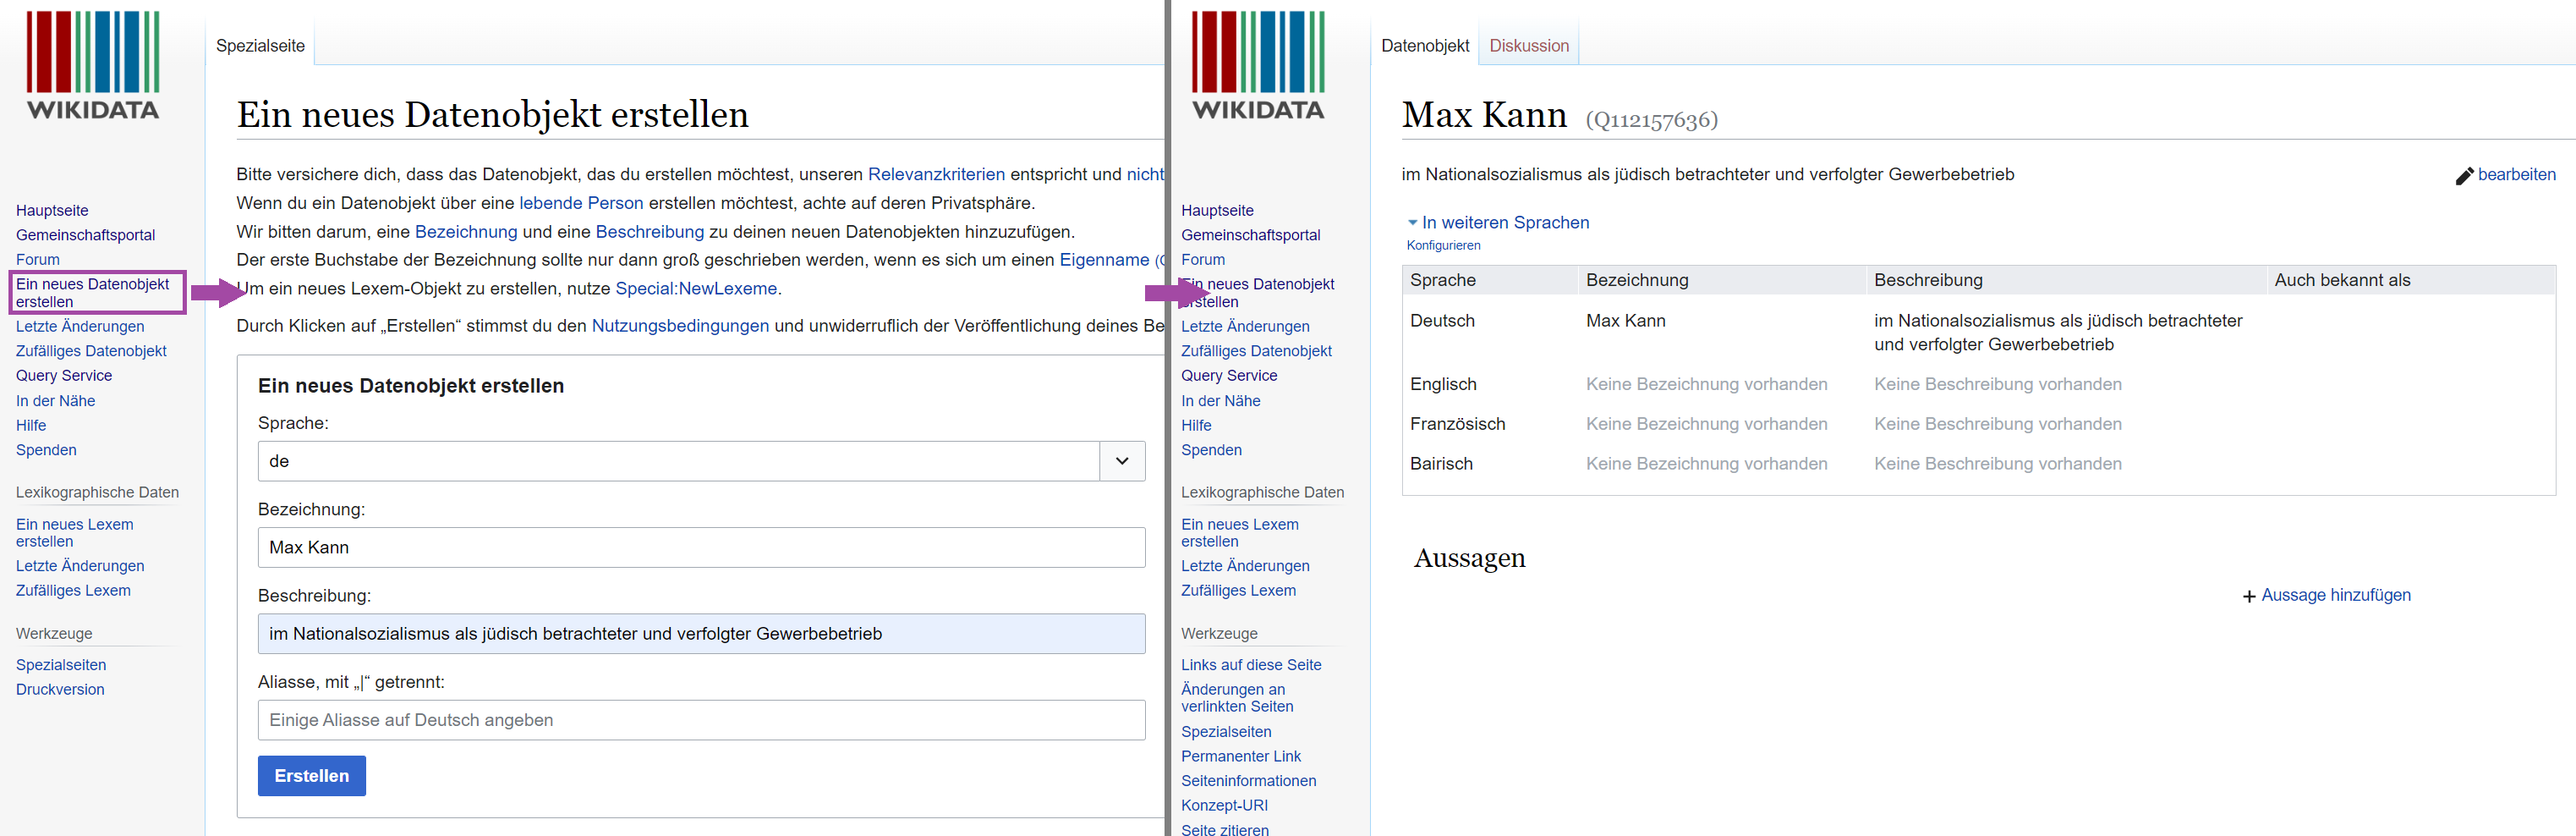 WIKIDATA
Hauptseite
Gemeinschaftsportal
Forum
Ein neues Datenobjekt
erstellen
Letzte Änderungen
Zufälliges Datenobjekt
Query Service
In der Nähe
Hilfe
Spenden
Lexikographische Daten
Ein neues Lexem
erstellen
Letzte Änderungen
Zufälliges Lexem
Werkzeuge
Spezialseiten
Druckversion
Spezialseite
Ein neues Datenobjekt erstellen
Bitte versichere dich, dass das Datenobjekt, das du erstellen möchtest, unseren Relevanzkriterien entspricht und nicht
Wenn du ein Datenobjekt über eine lebende Person erstellen möchtest, achte auf deren Privatsphäre.
Wir bitten darum, eine Bezeichnung und eine Beschreibung zu deinen neuen Datenobjekten hinzuzufügen.
Der erste Buchstabe der Bezeichnung sollte nur dann groß geschrieben werden, wenn es sich um einen Eigenname (
Um ein neues Lexem-Objekt zu erstellen, nutze Special:NewLexeme.
Durch Klicken auf „Erstellen“ stimmst du den Nutzungsbedingungen und unwiderruflich der Veröffentlichung deines Be
Ein neues Datenobjekt erstellen
Sprache:
de
Bezeichnung:
Max Kann
Beschreibung:
im Nationalsozialismus als jüdisch betrachteter und verfolgter Gewerbebetrieb
Aliasse, mit „|“ getrennt:
Einige Aliasse auf Deutsch angeben
Erstellen
WIKIDATA
Hauptseite
Gemeinschaftsportal
Forum
Ein neues Datenobjekt
erstellen
Letzte Änderungen
Zufälliges Datenobjekt
Query Service
In der Nähe
Hilfe
Spenden
Lexikographische Daten
Ein neues Lexem
erstellen
Letzte Änderungen
Zufälliges Lexem
Werkzeuge
Links auf diese Seite
Änderungen an
verlinkten Seiten
Spezialseiten
Permanenter Link
Seiteninformationen
Konzept-URI
Seite zitieren
Datenobjekt Diskussion
Max Kann (Q112157636)
im Nationalsozialismus als jüdisch betrachteter und verfolgter Gewerbebetrieb
bearbeiten
In weiteren Sprachen
Konfigurieren
Sprache Bezeichnung Beschreibung Auch bekannt als
Deutsch Max Kann im Nationalsozialismus als jüdisch betrachteter
und verfolgter Gewerbebetrieb
Englisch Keine Bezeichnung vorhanden Keine Beschreibung vorhanden
Französisch Keine Bezeichnung vorhanden Keine Beschreibung vorhanden
Bairisch Keine Bezeichnung vorhanden Keine Beschreibung vorhanden
Aussagen
+ Aussage hinzufügen